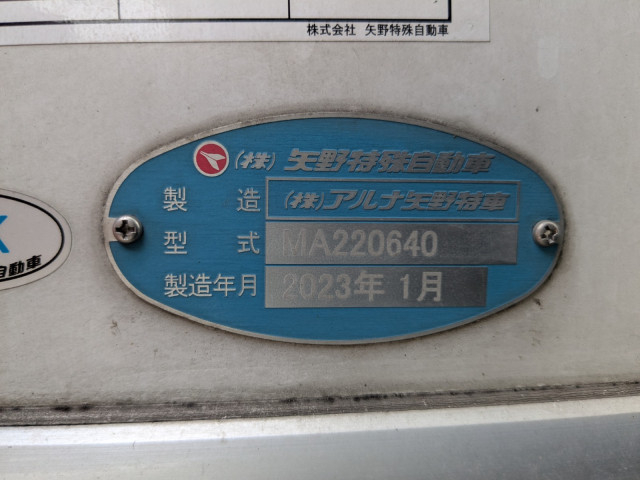 株式会社 矢野特殊自動車
(株)矢野特殊自動車
製造 (株)アルナ矢野特車
型式 MA220640
製造年月 2023年1月
自動車